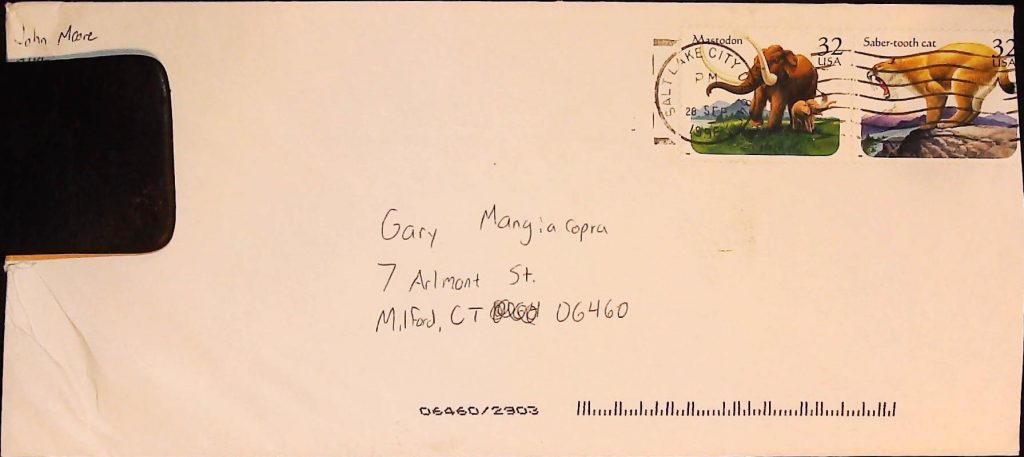 John Moore
Mastodon
32
USA
Saber-tooth cat
32
USA
SALT LAKE CITY
PM
28 SEP
Gary Mangiacopra
7 Arlmont St.
Milford, CT 06460
06460/2303